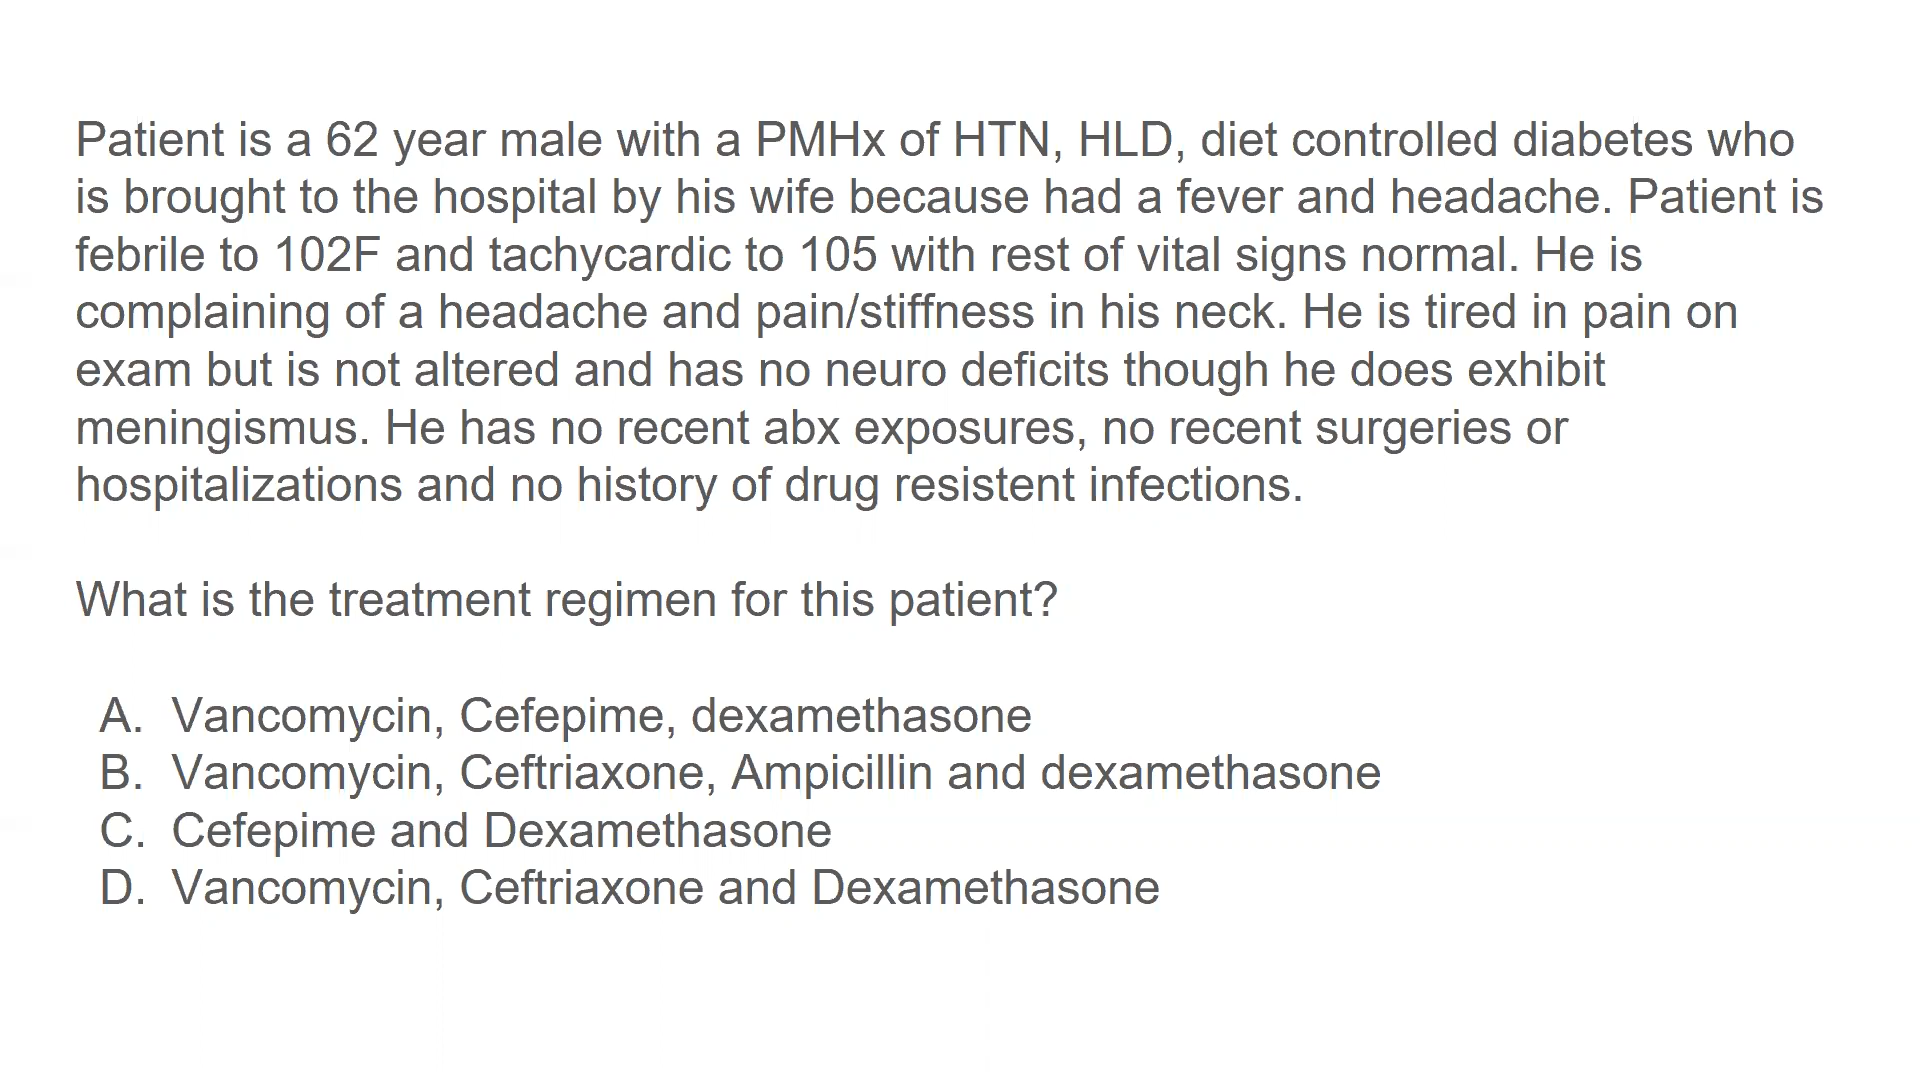 Patient is a 62 year male with a PMHx of HTN, HLD, diet controlled diabetes who
is brought to the hospital by his wife because had a fever and headache. Patient is
febrile to 102F and tachycardic to 105 with rest of vital signs normal. He is
complaining of a headache and pain/stiffness in his neck. He is tired in pain on
exam but is not altered and has no neuro deficits though he does exhibit
meningismus. He has no recent abx exposures, no recent surgeries or
hospitalizations and no history of drug resistent infections.
What is the treatment regimen for this patient?
A. Vancomycin, Cefepime, dexamethasone
B. Vancomycin, Ceftriaxone, Ampicillin and dexamethasone
C. Cefepime and Dexamethasone
D. Vancomycin, Ceftriaxone and Dexamethasone